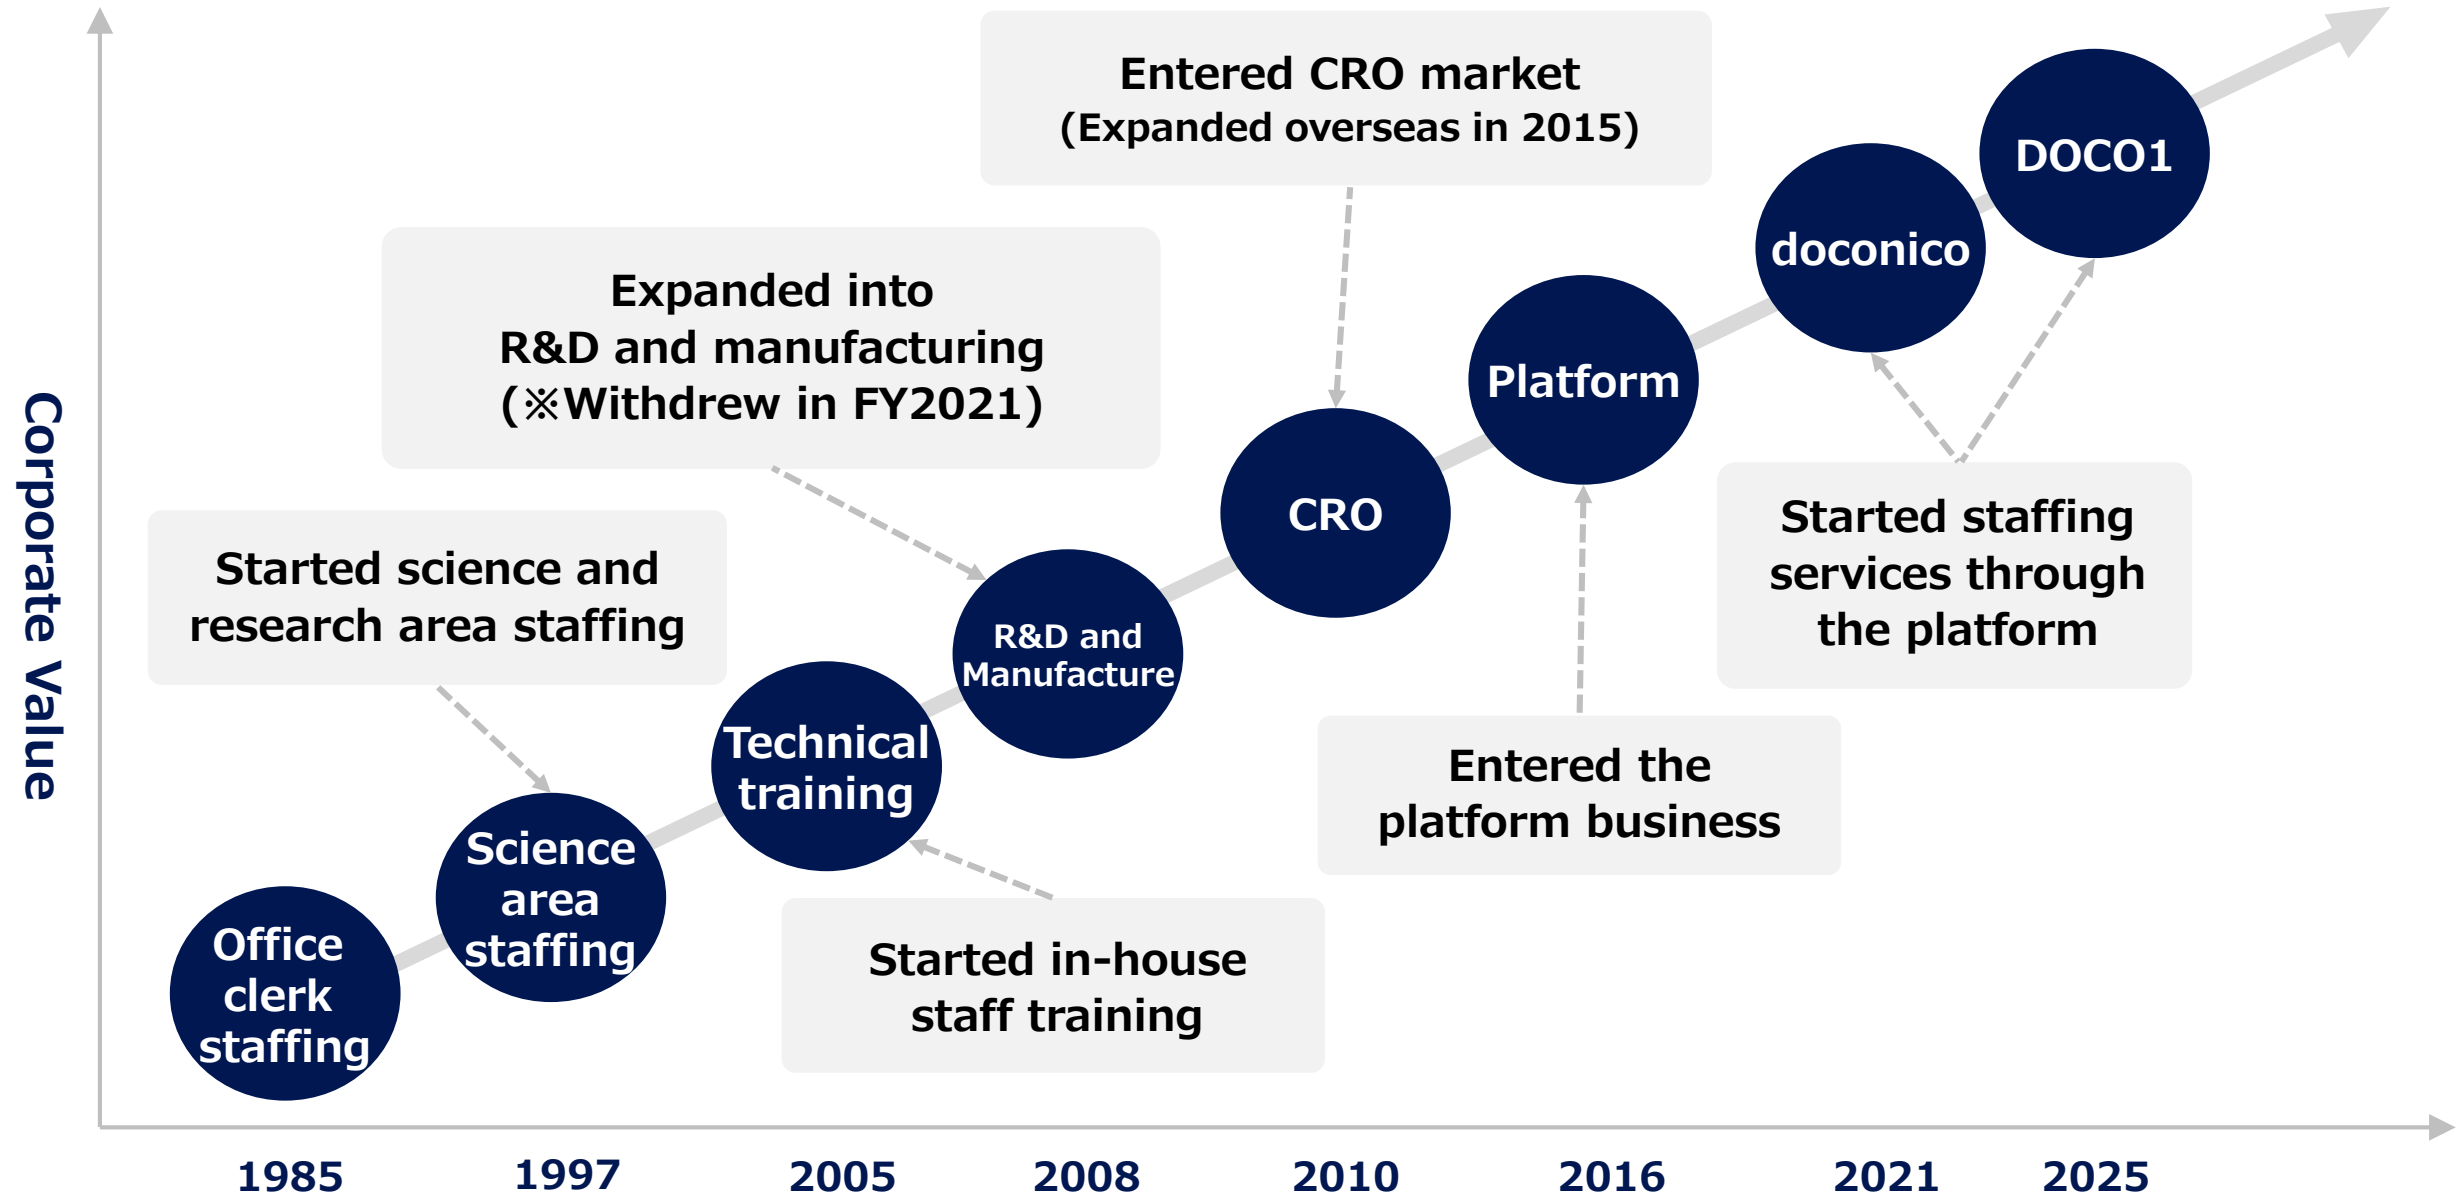 Corporate Value
Entered CRO market
(Expanded overseas in 2015)
Expanded into
R&D and manufacturing
(※Withdrew in FY2021)
Started science and
research area staffing
Office
clerk
staffing
Science
area
staffing
Technical
training
R&D and
Manufacture
CRO
Platform
doconico
DOCO1
Started in-house
staff training
Entered the
platform business
Started staffing
services through
the platform
1985
1997
2005
2008
2010
2016
2021
2025